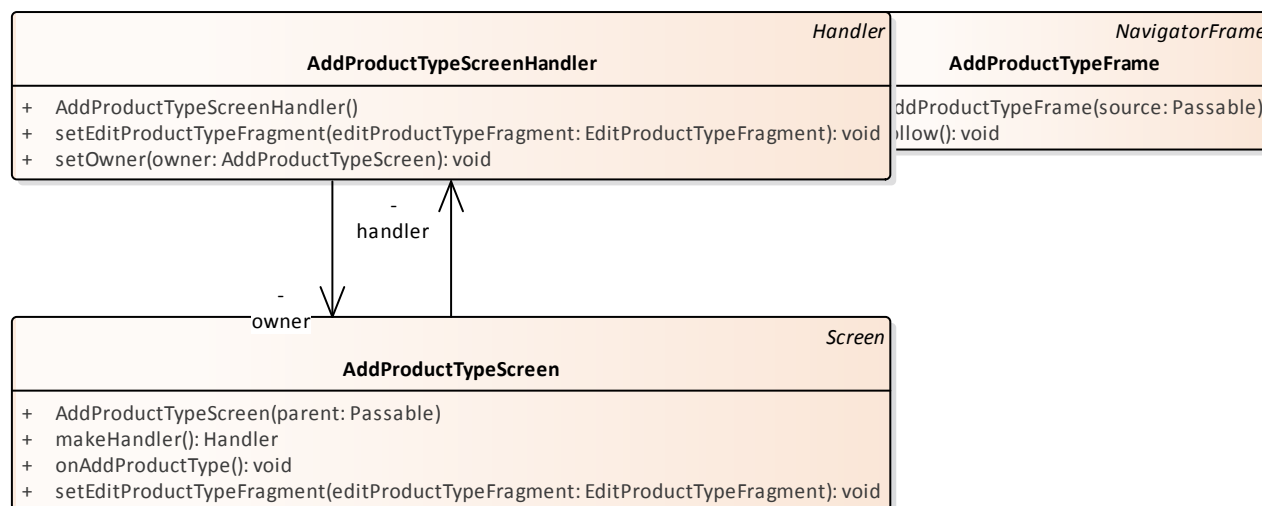 Handler
AddProductTypeScreenHandler
+ AddProductTypeScreenHandler()
+ setEditProductTypeFragment(editProductTypeFragment: EditProductTypeFragment): void
+ setOwner(owner: AddProductTypeScreen): void
NavigatorFrame
AddProductTypeFrame
ddProductTypeFrame(source: Passable)
ollow(): void
-
handler
-
owner
Screen
AddProductTypeScreen
+ AddProductTypeScreen(parent: Passable)
+ makeHandler(): Handler
+ onAddProductType(): void
+ setEditProductTypeFragment(editProductTypeFragment: EditProductTypeFragment): void